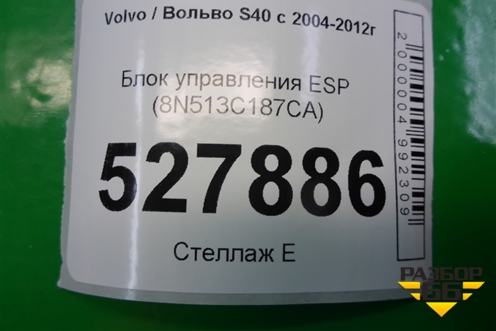 Volvo / Вольво S40 с 2004-2012г
Блок управления ESP
(8N513C187CA)
527886
Стеллаж Е
2000004992309
РАЗБОР
66